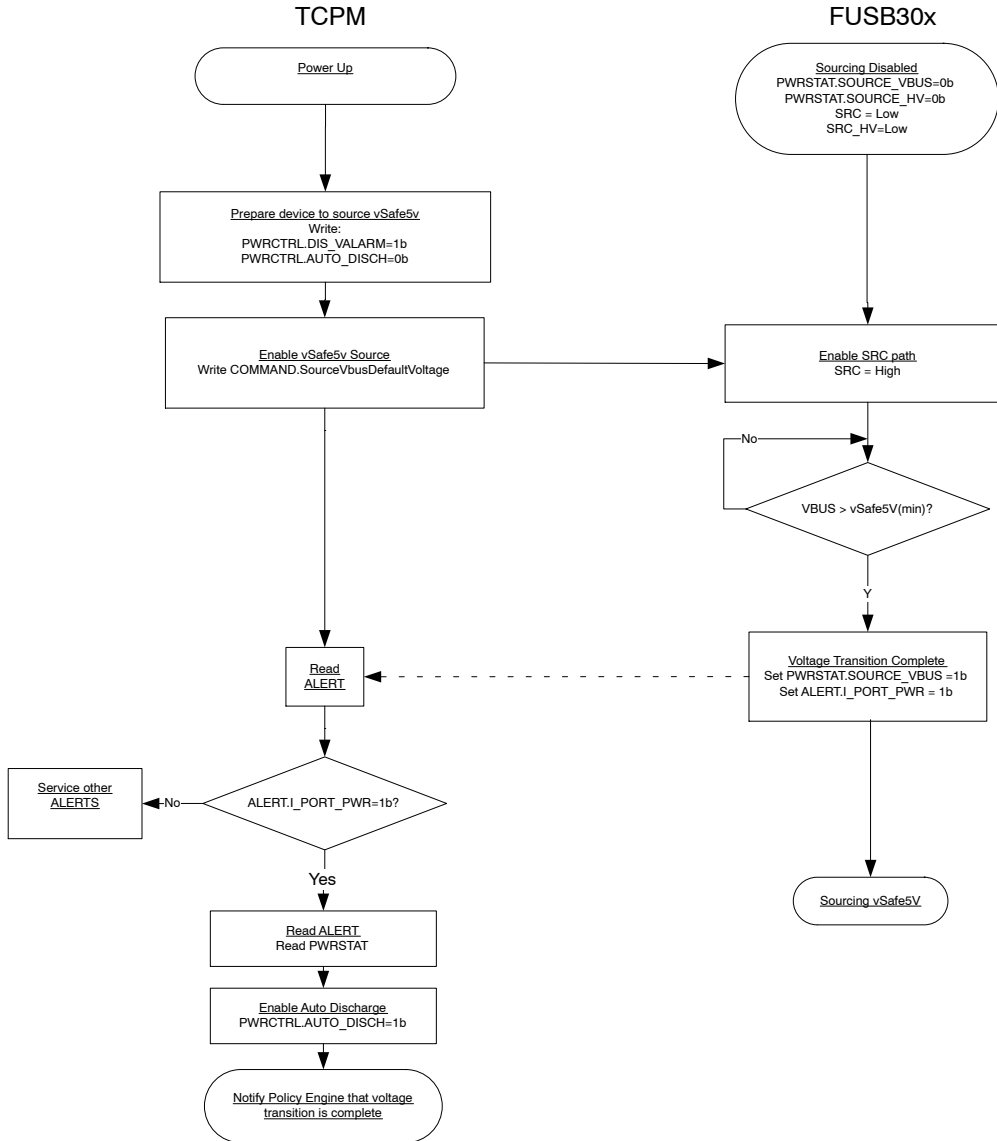 TCPM
FUSB30x
Power Up
Sourcing Disabled
PWRSTAT.SOURCE_VBUS=0b
PWRSTAT.SOURCE_HV=0b
SRC = Low
SRC_HV=Low
Prepare device to source vSafe5v
Write:
PWRCTRL.DIS_VALARM=1b
PWRCTRL.AUTO_DISCH=0b
Enable vSafe5v Source
Write COMMAND.SourceVbusDefaultVoltage
Enable SRC path
SRC = High
No
VBUS > vSafe5V(min)?
Y
Read
ALERT
Voltage Transition Complete
Set PWRSTAT.SOURCE_VBUS =1b
Set ALERT.I_PORT_PWR = 1b
Service other
ALERTS
No
ALERT.I_PORT_PWR=1b?
Yes
Sourcing vSafe5V
Read ALERT
Read PWRSTAT
Enable Auto Discharge
PWRCTRL.AUTO_DISCH=1b
Notify Policy Engine that voltage
transition is complete